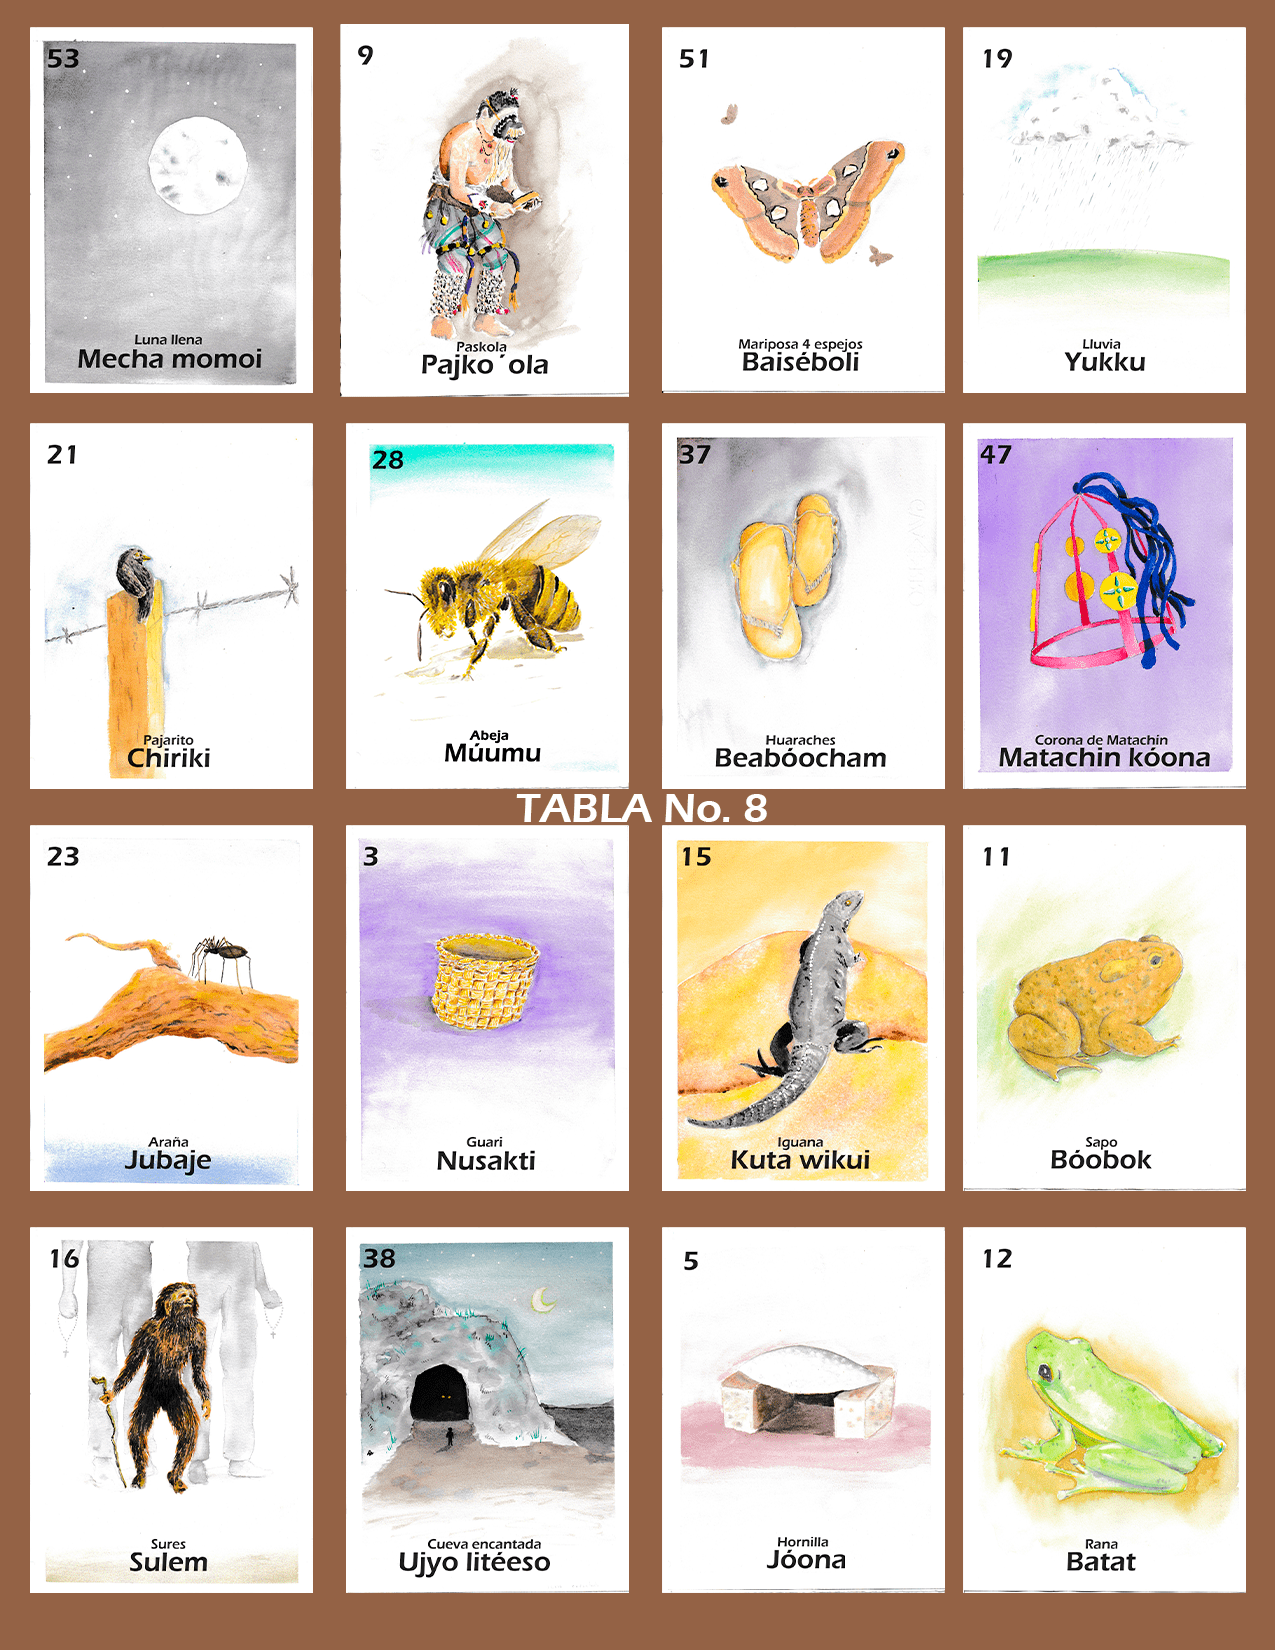 53
Luna llena
Mecha momoi
9
Paskola
Pajko´ola
51
Mariposa 4 espejos
Baiséboli
19
Lluvia
Yukku
21
Pajarito
Chiriki
28
Abeja
Múumu
37
Huaraches
Beabóocham
47
Corona de Matachin
Matachin kóona
TABLA No. 8
23
Araña
Jubaje
3
Guari
Nusakti
15
Iguana
Kuta wikui
11
Sapo
Bóobok
16
Sures
Sulem
38
Cueva encantada
Ujyo litéeso
5
Hornilla
Jóona
12
Rana
Batat